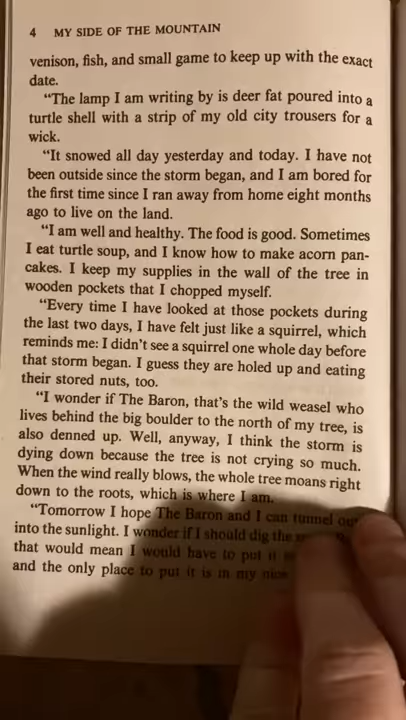 4 MY SIDE OF THE MOUNTAIN
venison, fish, and small game to keep up with the exact
date.
“The lamp I am writing by is deer fat poured into a
turtle shell with a strip of my old city trousers for a
wick.
“It snowed all day yesterday and today. I have not
been outside since the storm began, and I am bored for
the first time since I ran away from home eight months
ago to live on the land.
“I am well and healthy. The food is good. Sometimes
I eat turtle soup, and I know how to make acorn pan-
cakes. I keep my supplies in the wall of the tree in
wooden pockets that I chopped myself.
“Every time I have looked at those pockets during
the last two days, I have felt just like a squirrel, which
reminds me: I didn’t see a squirrel one whole day before
that storm began. I guess they are holed up and eating
their stored nuts, too.
“I wonder if The Baron, that’s the wild weasel who
lives behind the big boulder to the north of my tree, is
also denned up. Well, anyway, I think the storm is
dying down because the tree is not crying so much.
When the wind really blows, the whole tree moans right
down to the roots, which is where I am.
“Tomorrow I hope The Baron and I can tunnel
into the sunlight. I wonder if I should dig the
that would mean I would have to put it
and the only place to put it is in my nice